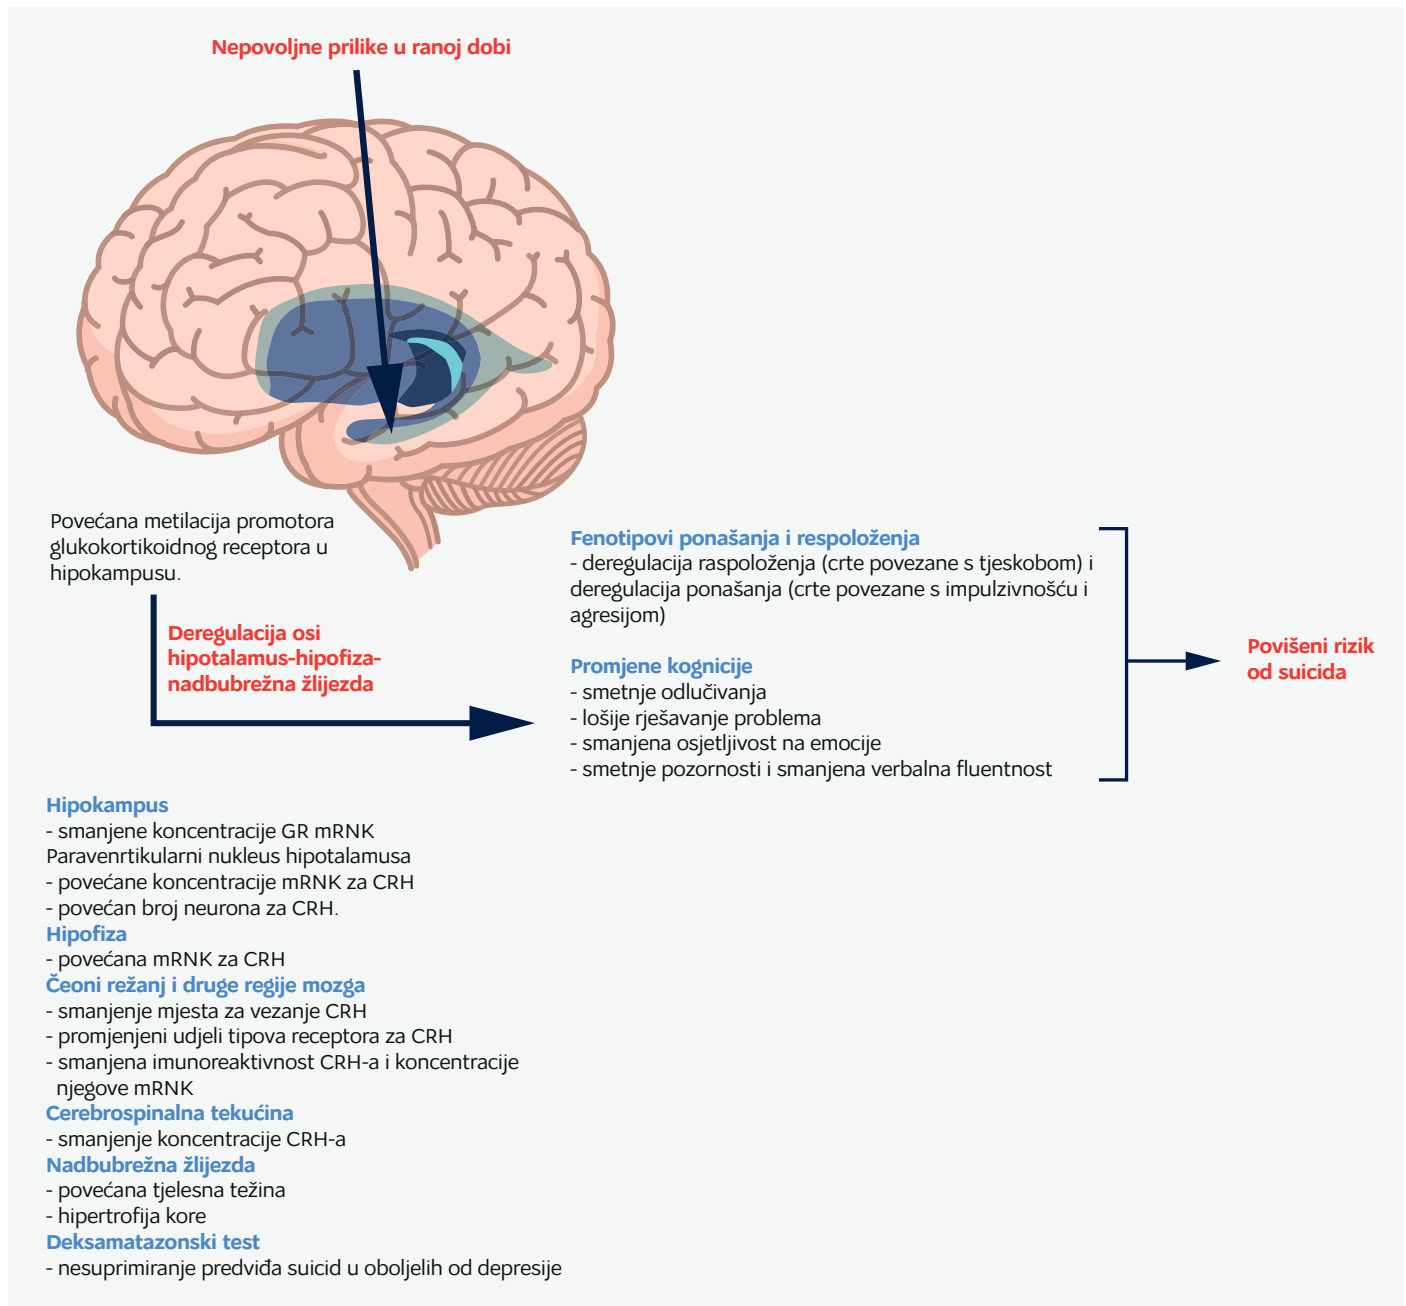 Nepovoljne prilike u ranoj dobi
Povećana metilacija promotora
glukokortikoidnog receptora u
hipokampusu.
Deregulacija osi
hipotalamus-hipofiza-
nadbubrežna žlijezda
Fenotipovi ponašanja i respoloženja
- deregulacija raspoloženja (crte povezane s tjeskobom) i
deregulacija ponašanja (crte povezane s impulzivnošću i
agresijom)
Promjene kognicije
- smetnje odlučivanja
- lošije rješavanje problema
- smanjena osjetljivost na emocije
- smetnje pozornosti i smanjena verbalna fluentnost
Povišeni rizik
od suicida
Hipokampus
- smanjene koncentracije GR mRNK
Paravenrtikularni nukleus hipotalamusa
- povećane koncentracije mRNK za CRH
- povećan broj neurona za CRH.
Hipofiza
- povećana mRNK za CRH
Čeoni režanj i druge regije mozga
- smanjenje mjesta za vezanje CRH
- promjenjeni udjeli tipova receptora za CRH
- smanjena imunoreaktivnost CRH-a i koncentracije
njegove mRNK
Cerebrospinalna tekućina
- smanjenje koncentracije CRH-a
Nadbubrežna žlijezda
- povećana tjelesna težina
- hipertrofija kore
Deksamatazonski test
- nesuprimiranje predviđa suicid u oboljelih od depresije